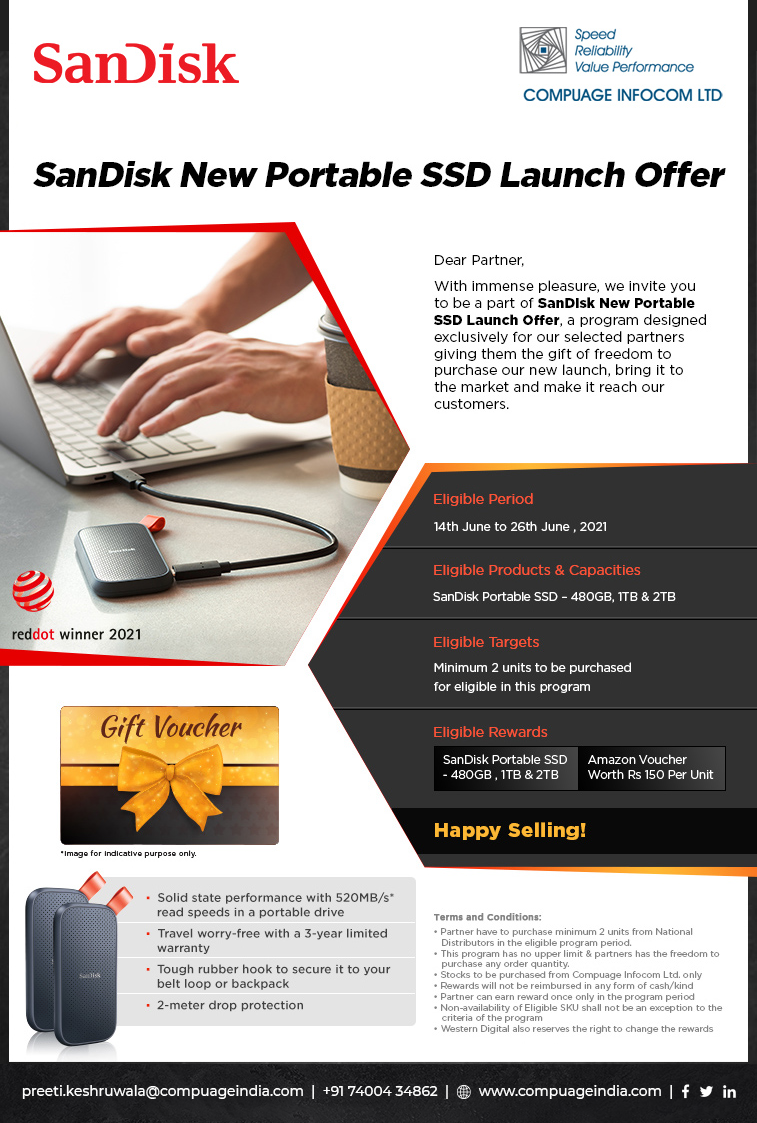 SanDisk
Speed
Reliability
Value Performance
COMPUAGE INFOCOM LTD
SanDisk New Portable SSD Launch Offer
Dear Partner,
With immense pleasure, we invite you
to be a part of SanDIsk New Portable
SSD Launch Offer, a program designed
exclusively for our selected partners
giving them the gift of freedom to
purchase our new launch, bring it to
the market and make it reach our
customers.
Eligible Period
14th June to 26th June , 2021
Eligible Products & Capacities
SanDisk Portable SSD – 480GB, 1TB & 2TB
Eligible Targets
Minimum 2 units to be purchased
for eligible in this program
Eligible Rewards
SanDisk Portable SSD
- 480GB , 1TB & 2TB
Amazon Voucher
Worth Rs 150 Per Unit
Happy Selling!
SanDisk
reddot winner 2021
Gift Voucher
*Image for indicative purpose only.
SanDisk
• Solid state performance with 520MB/s*
read speeds in a portable drive
• Travel worry-free with a 3-year limited
warranty
• Tough rubber hook to secure it to your
belt loop or backpack
• 2-meter drop protection
Terms and Conditions:
• Partner have to purchase minimum 2 units from National
Distributors in the eligible program period.
• This program has no upper limit & partners has the freedom to
purchase any order quantity.
• Stocks to be purchased from Compuage Infocom Ltd. only
• Rewards will not be reimbursed in any form of cash/kind
• Partner can earn reward once only in the program period
• Non-availability of Eligible SKU shall not be an exception to the
criteria of the program
• Western Digital also reserves the right to change the rewards
preeti.keshruwala@compuageindia.com | +91 74004 34862 | www.compuageindia.com |